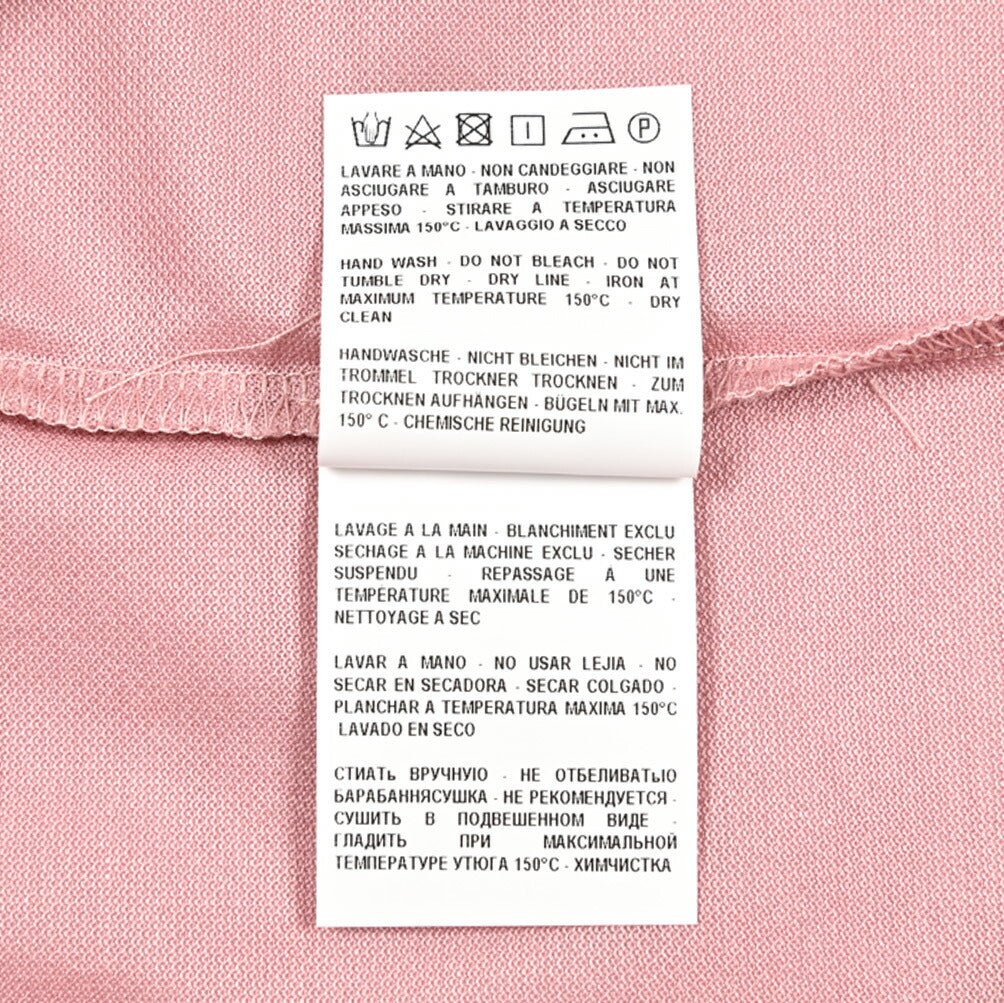 P
LAVARE A MANO - NON CANDEGGIARE - NON
ASCIUGARE A TAMBURO - ASCIUGARE
APPESO - STIRARE A TEMPERATURA
MASSIMA 150°C - LAVAGGIO A SECCO
HAND WASH - DO NOT BLEACH - DO NOT
TUMBLE DRY - DRY LINE - IRON AT
MAXIMUM TEMPERATURE 150°C - DRY
CLEAN
HANDWASCHE - NICHT BLEICHEN - NICHT IM
TROMMEL TROCKNER TROCKNEN - ZUM
TROCKNEN AUFHANGEN - BÜGELN MIT MAX.
150° C - CHEMISCHE REINIGUNG
LAVAGE A LA MAIN - BLANCHIMENT EXCLU
SECHAGE A LA MACHINE EXCLU - SECHER
SUSPENDU - REPASSAGE À UNE
TEMPERATURE MAXIMALE DE 150°C -
NETTOYAGE A SEC
LAVAR A MANO - NO USAR LEJIA - NO
SECAR EN SECADORA - SECAR COLGADO -
PLANCHAR A TEMPERATURA MAXIMA 150°C
LAVADO EN SECO
СТИАТЬ ВРУЧНУЮ - НЕ ОТБЕЛИВАТЬЮ
БАРАБАННЯСУШКА - НЕ РЕКОМЕНДУЕТСЯ -
СУШИТЬ В ПОДВЕШЕННОМ ВИДЕ -
ГЛАДИТЬ ПРИ МАКСИМАЛЬНОЙ
ТЕМПЕРАТУРЕ УТЮГА 150°C - ХИМЧИСТКА